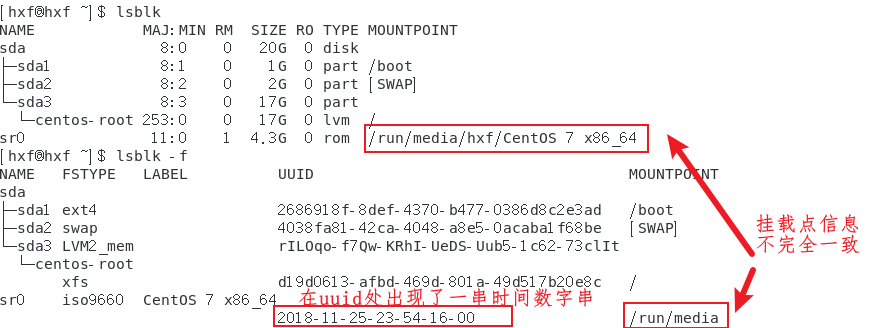 [hxf@hxf ~]$ lsblk
NAME MAJ:MIN RM SIZE RO TYPE MOUNTPOINT
sda 8:0 0 20G 0 disk
├─sda1 8:1 0 1G 0 part /boot
├─sda2 8:2 0 2G 0 part [SWAP]
└─sda3 8:3 0 17G 0 part
└─centos-root 253:0 0 17G 0 lvm /
sr0 11:0 1 4.3G 0 rom /run/media/hxf/CentOS 7 x86_64
[hxf@hxf ~]$ lsblk -f
NAME FSTYPE LABEL UUID MOUNTPOINT
sda
├─sda1 ext4 2686918f-8def-4370-b477-0386d8c2e3ad /boot
├─sda2 swap 4038fa81-42ca-4048-a8e5-0acaba1f68be [SWAP]
└─sda3 LVM2_mem rILOqo-f7Qw-KRhI-UeDS-Uub5-1c62-73clIt
└─centos-root
xfs d19d0613-afbd-469d-801a-49d517b20e8c /
sr0 iso9660 CentOS 7 x86_64 在uuid处出现了一串时间数字串
2018-11-25-23-54-16-00 /run/media
挂载点信息
不完全一致